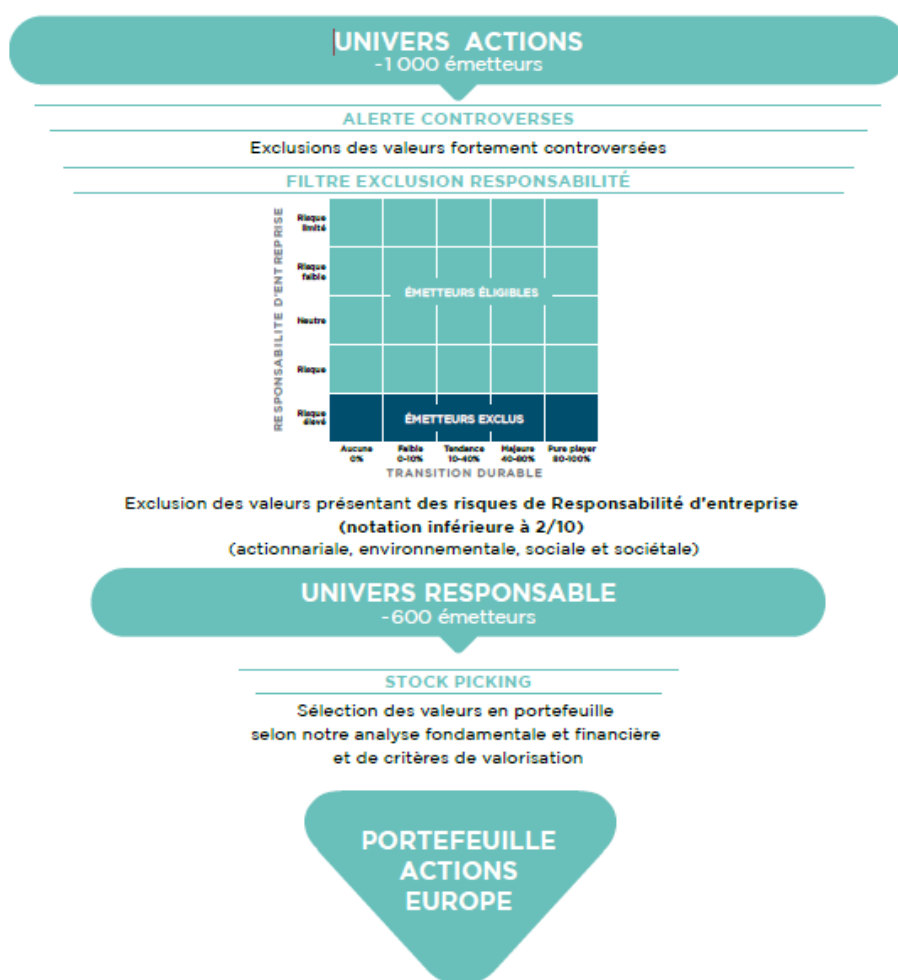 UNIVERS ACTIONS
~1 000 émetteurs
ALERTE CONTROVERSES
Exclusions des valeurs fortement controversées
FILTRE EXCLUSION RESPONSABILITÉ
RESPONSABILITE D'ENTREPRISE
Risque limité
Risque faible
ÉMETTEURS ÉLIGIBLES
Neutre
Risque
Risque élevé
ÉMETTEURS EXCLUS
Aucune Faible Tendance Majeure Pure player
0% 0-10% 10-40% 40-80% 80-100%
TRANSITION DURABLE
Exclusion des valeurs présentant des risques de Responsabilité d'entreprise
(notation inférieure à 2/10)
(actionnariale, environnementale, sociale et sociétale)
UNIVERS RESPONSABLE
~600 émetteurs
STOCK PICKING
Sélection des valeurs en portefeuille
selon notre analyse fondamentale et financière
et de critères de valorisation
PORTEFEUILLE
ACTIONS
EUROPE